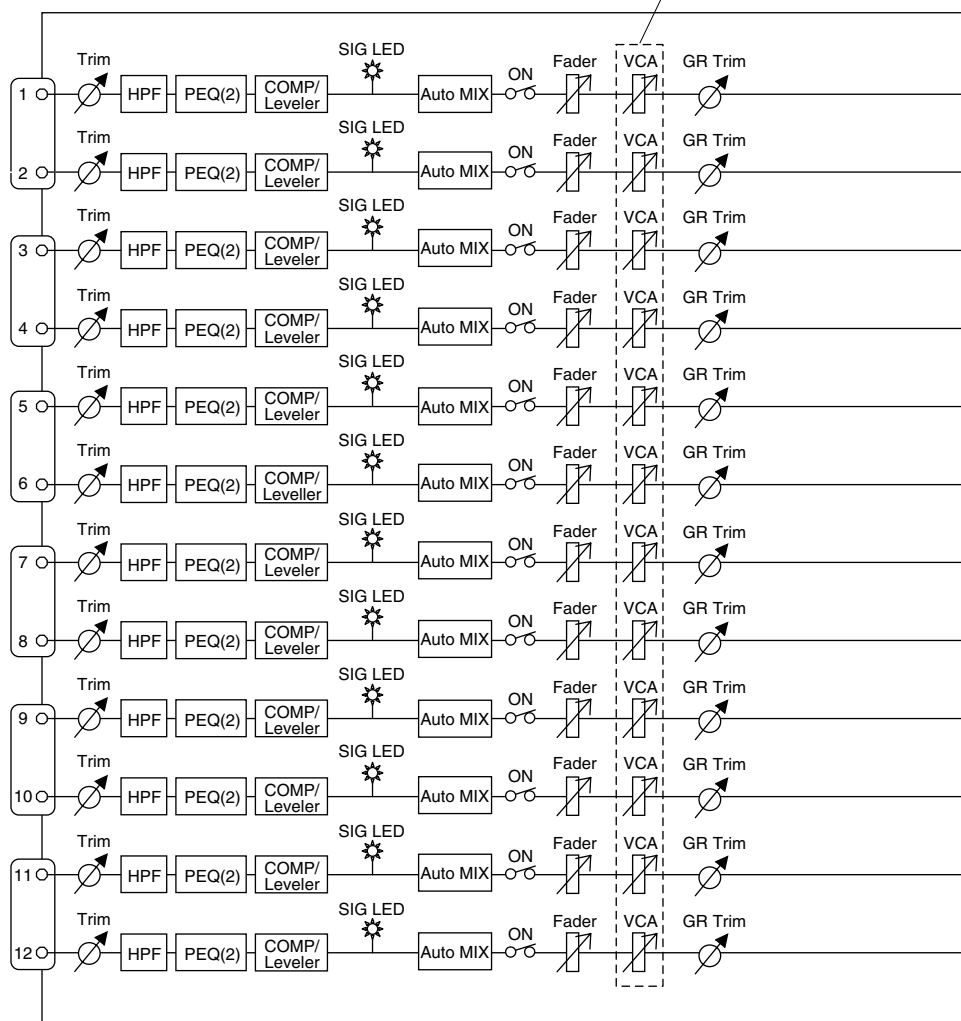 SIG LED
Trim ON Fader VCA GR Trim
1 HPF PEQ(2) COMP/ Leveler Auto MIX
SIG LED
Trim ON Fader VCA GR Trim
2 HPF PEQ(2) COMP/ Leveler Auto MIX
SIG LED
Trim ON Fader VCA GR Trim
3 HPF PEQ(2) COMP/ Leveler Auto MIX
SIG LED
Trim ON Fader VCA GR Trim
4 HPF PEQ(2) COMP/ Leveler Auto MIX
SIG LED
Trim ON Fader VCA GR Trim
5 HPF PEQ(2) COMP/ Leveler Auto MIX
SIG LED
Trim ON Fader VCA GR Trim
6 HPF PEQ(2) COMP/ Leveller Auto MIX
SIG LED
Trim ON Fader VCA GR Trim
7 HPF PEQ(2) COMP/ Leveler Auto MIX
SIG LED
Trim ON Fader VCA GR Trim
8 HPF PEQ(2) COMP/ Leveler Auto MIX
SIG LED
Trim ON Fader VCA GR Trim
9 HPF PEQ(2) COMP/ Leveler Auto MIX
SIG LED
Trim ON Fader VCA GR Trim
10 HPF PEQ(2) COMP/ Leveler Auto MIX
SIG LED
Trim ON Fader VCA GR Trim
11 HPF PEQ(2) COMP/ Leveler Auto MIX
SIG LED
Trim ON Fader VCA GR Trim
12 HPF PEQ(2) COMP/ Leveler Auto MIX